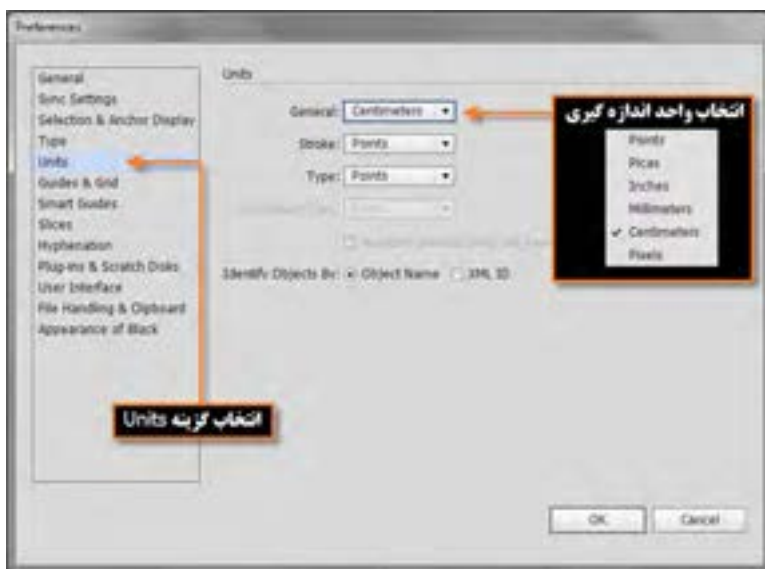 Preferences
General
Sync Settings
Selection & Anchor Display
Type
Units
Guides & Grid
Smart Guides
Slices
Hyphenation
Plug-ins & Scratch Disks
User Interface
File Handling & Clipboard
Appearance of Black
Units
General: Centimeters
Stroke: Points
Type: Points
Identify Objects By: Object Name XML ID
انتخاب واحد اندازه گیری
Points
Picas
Inches
Millimeters
✓ Centimeters
Pixels
انتخاب گزینه Units
OK Cancel